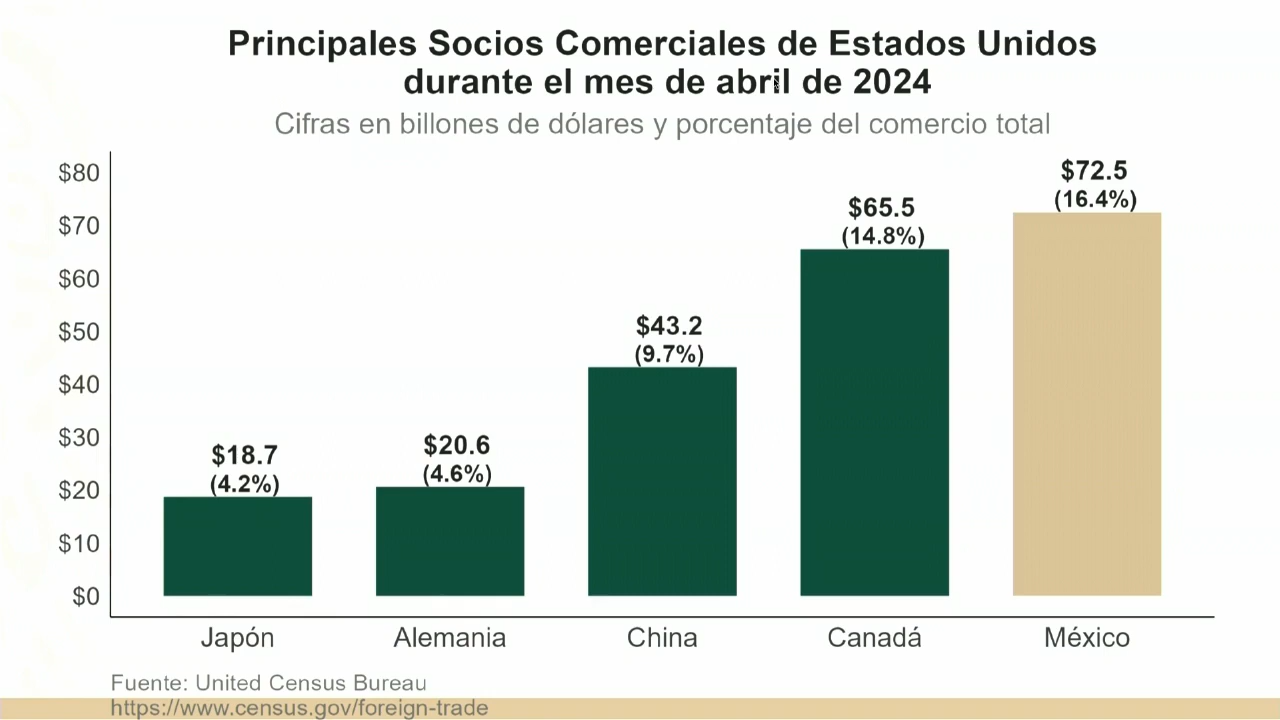 Principales Socios Comerciales de Estados Unidos
durante el mes de abril de 2024
Cifras en billones de dólares y porcentaje del comercio total
$80
$70
$60
$50
$40
$30
$20
$10
$0
$18.7
(4.2%)
$20.6
(4.6%)
$43.2
(9.7%)
$65.5
(14.8%)
$72.5
(16.4%)
Japón
Alemania
China
Canadá
México
Fuente: United Census Bureau
https://www.census.gov/foreign-trade